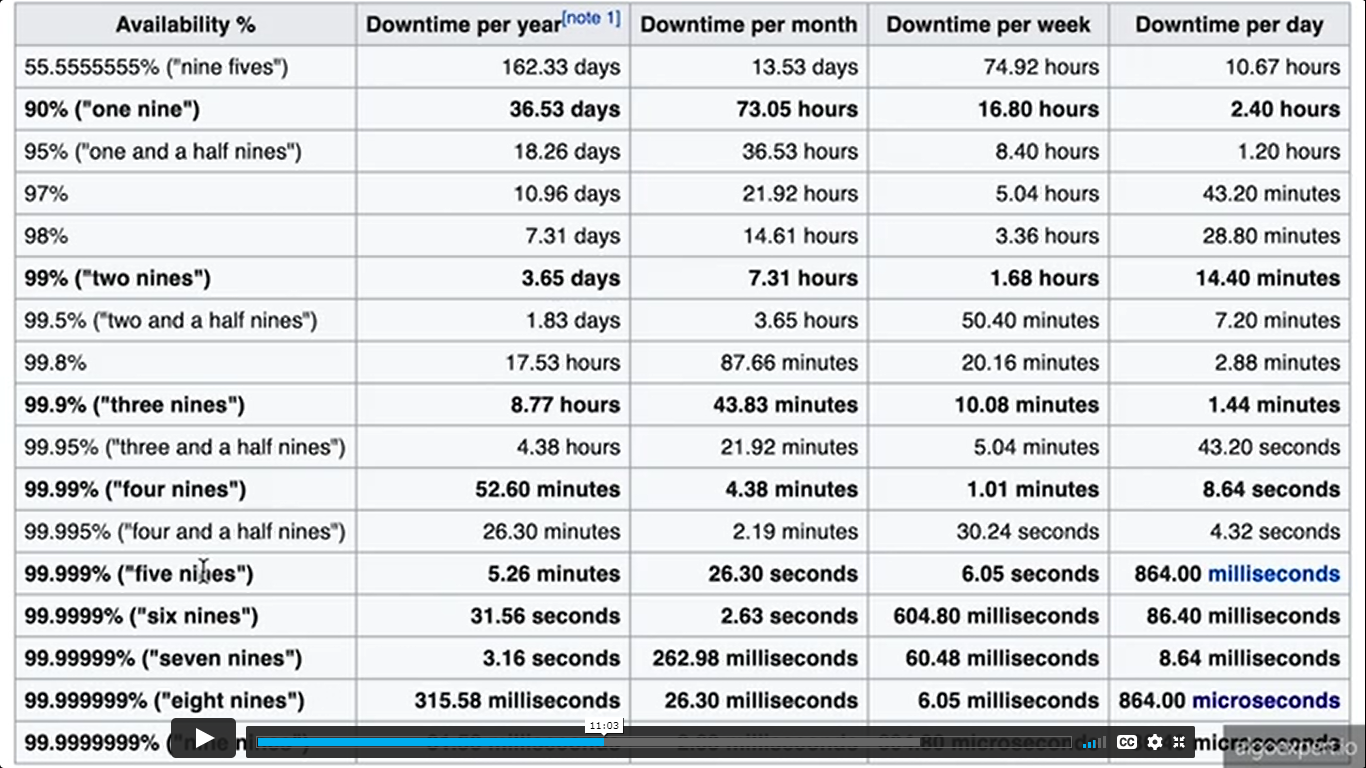 Availability % Downtime per year[note 1] Downtime per month Downtime per week Downtime per day
55.5555555% ("nine fives") 162.33 days 13.53 days 74.92 hours 10.67 hours
90% ("one nine") 36.53 days 73.05 hours 16.80 hours 2.40 hours
95% ("one and a half nines") 18.26 days 36.53 hours 8.40 hours 1.20 hours
97% 10.96 days 21.92 hours 5.04 hours 43.20 minutes
98% 7.31 days 14.61 hours 3.36 hours 28.80 minutes
99% ("two nines") 3.65 days 7.31 hours 1.68 hours 14.40 minutes
99.5% ("two and a half nines") 1.83 days 3.65 hours 50.40 minutes 7.20 minutes
99.8% 17.53 hours 87.66 minutes 20.16 minutes 2.88 minutes
99.9% ("three nines") 8.77 hours 43.83 minutes 10.08 minutes 1.44 minutes
99.95% ("three and a half nines") 4.38 hours 21.92 minutes 5.04 minutes 43.20 seconds
99.99% ("four nines") 52.60 minutes 4.38 minutes 1.01 minutes 8.64 seconds
99.995% ("four and a half nines") 26.30 minutes 2.19 minutes 30.24 seconds 4.32 seconds
99.999% ("five nines") 5.26 minutes 26.30 seconds 6.05 seconds 864.00 milliseconds
99.9999% ("six nines") 31.56 seconds 2.63 seconds 604.80 milliseconds 86.40 milliseconds
99.99999% ("seven nines") 3.16 seconds 262.98 milliseconds 60.48 milliseconds 8.64 milliseconds
99.999999% ("eight nines") 315.58 milliseconds 26.30 milliseconds 6.05 milliseconds 864.00 microseconds
11:03
99.9999999% milliseconds milliseconds microseconds microseconds
CC
algoexpert.io